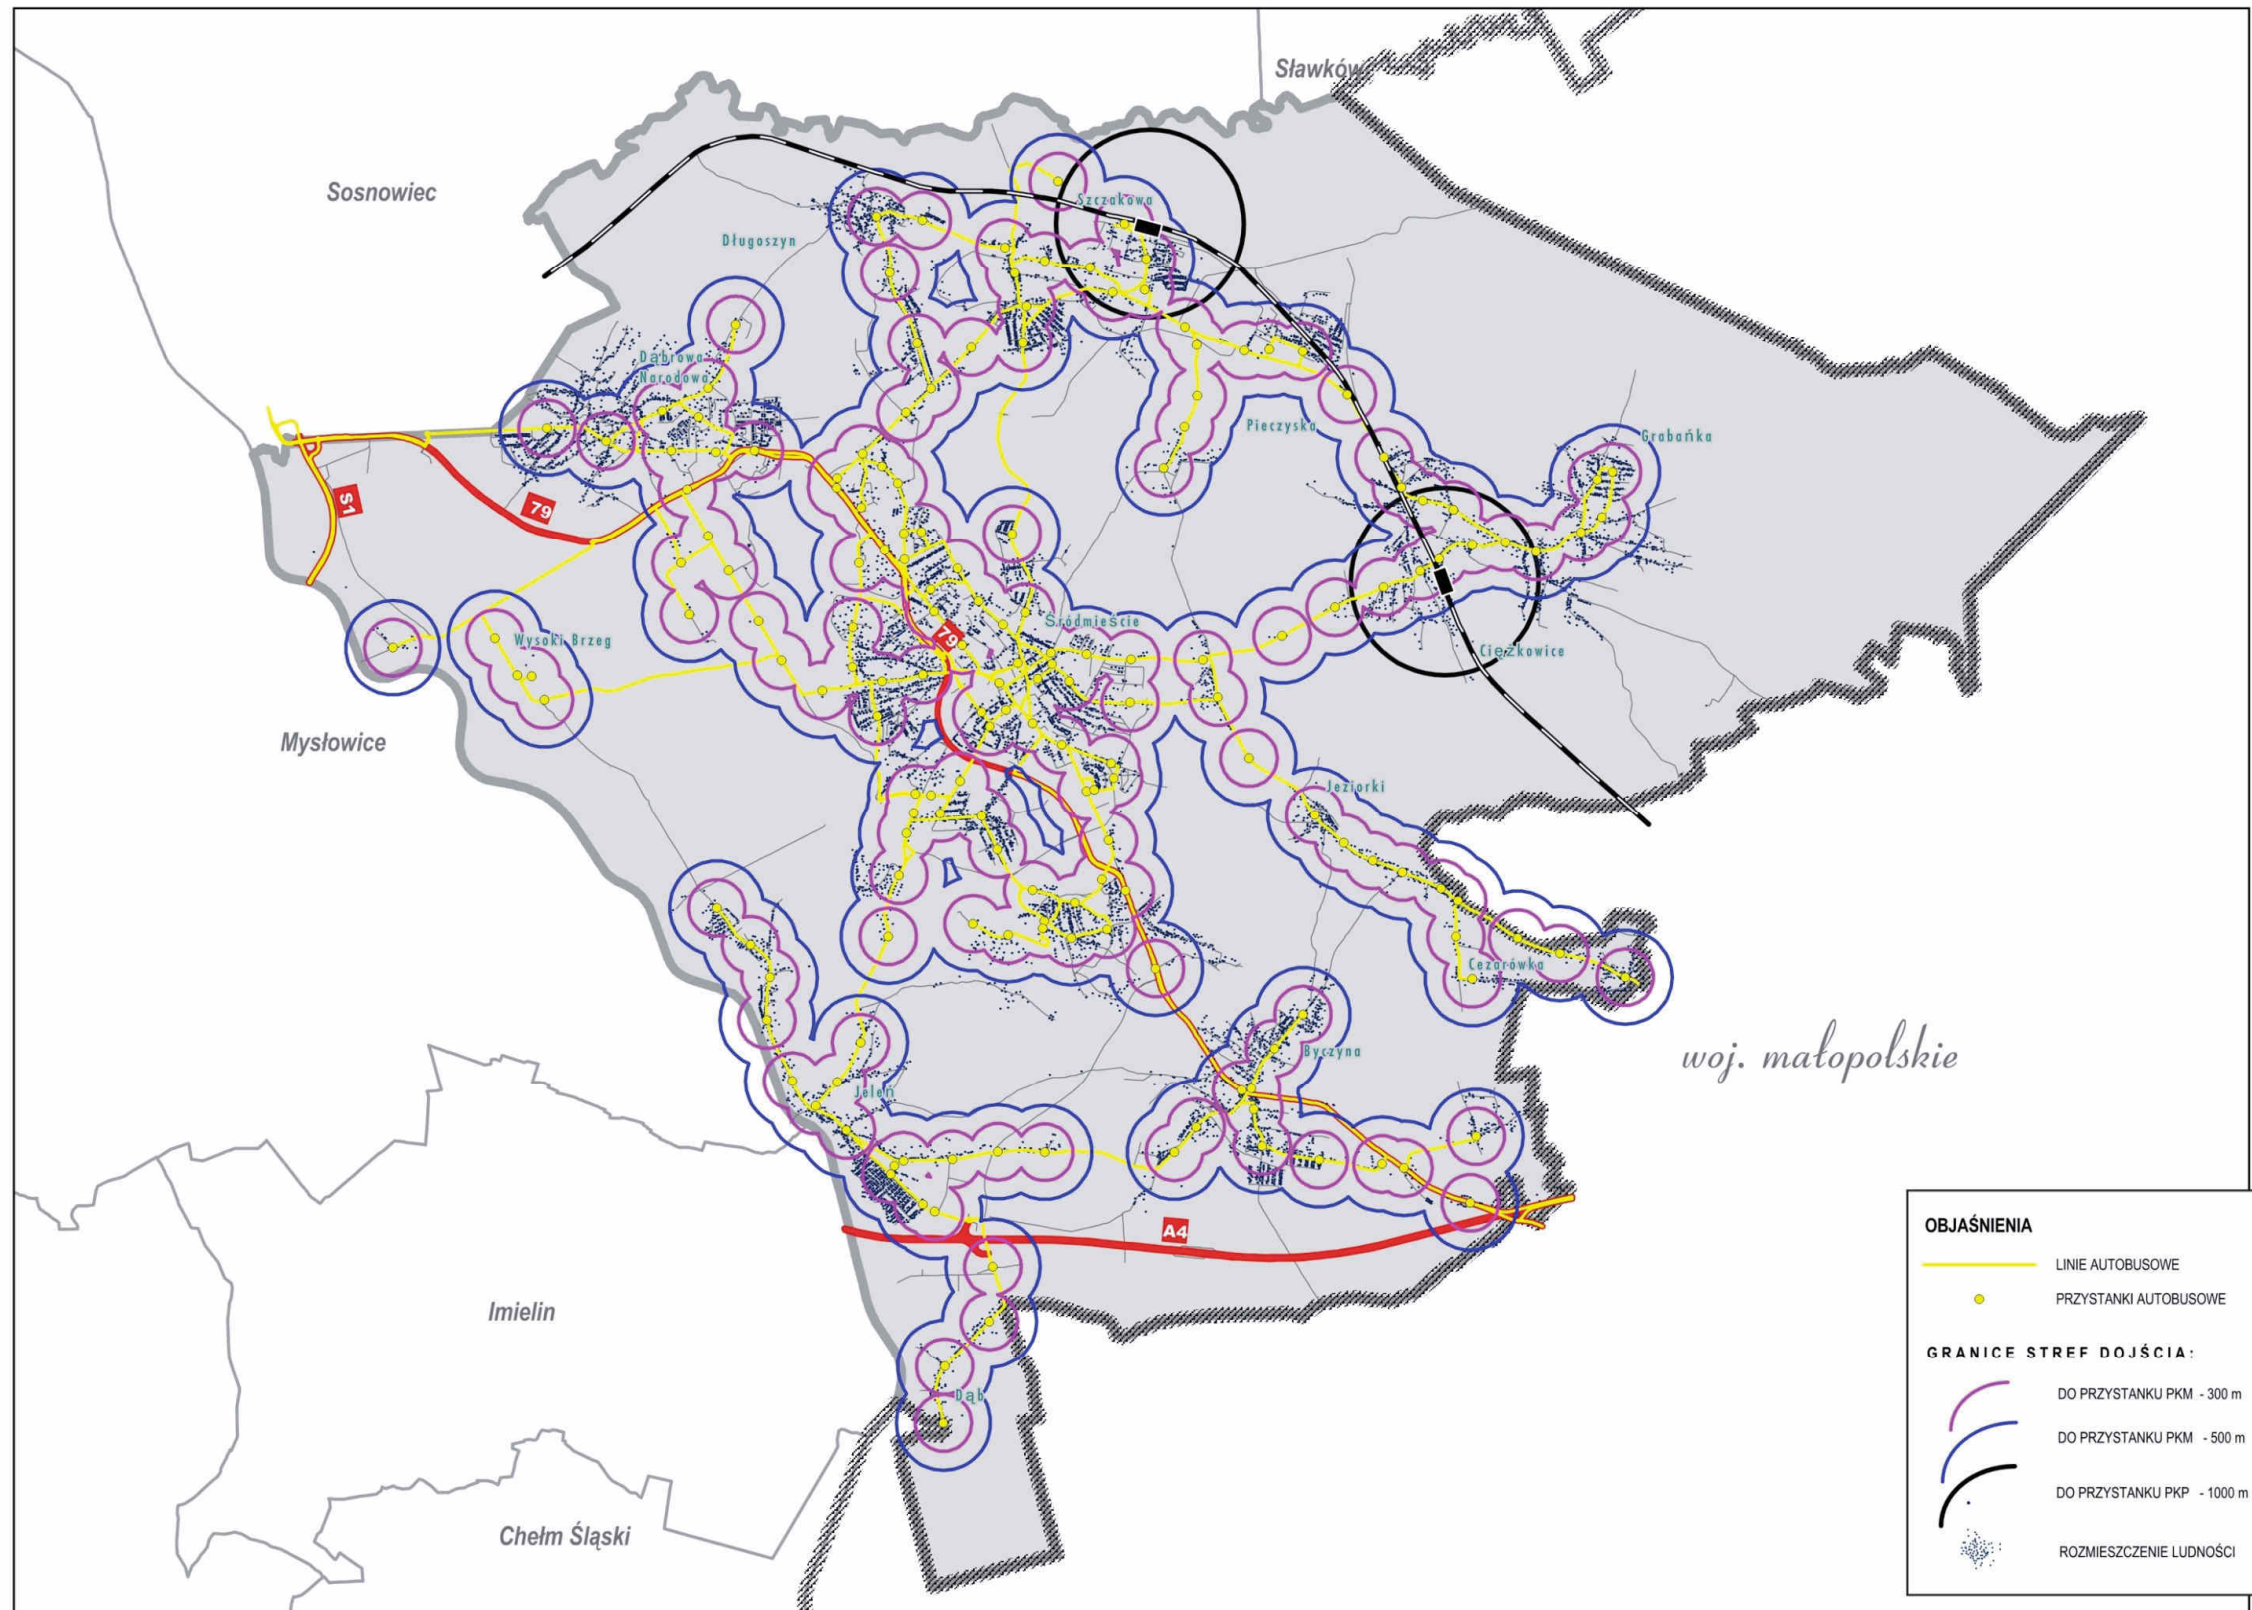 Sławków
Sosnowiec
Szczakowa
Długoszyn
Dąbrowa
Narodowa
Pieczyska
Grabańka
S1
79
Śródmieście
79
Wysoki Brzeg
Ciężkowice
Mysłowice
Jeziorki
Cezarówka
woj. małopolskie
Byczyna
Jeleń
A4
Imielin
Dąb
Chełm Śląski
OBJAŚNIENIA
LINIE AUTOBUSOWE
PRZYSTANKI AUTOBUSOWE
GRANICE STREF DOJŚCIA:
DO PRZYSTANKU PKM - 300 m
DO PRZYSTANKU PKM - 500 m
DO PRZYSTANKU PKP - 1000 m
ROZMIESZCZENIE LUDNOŚCI